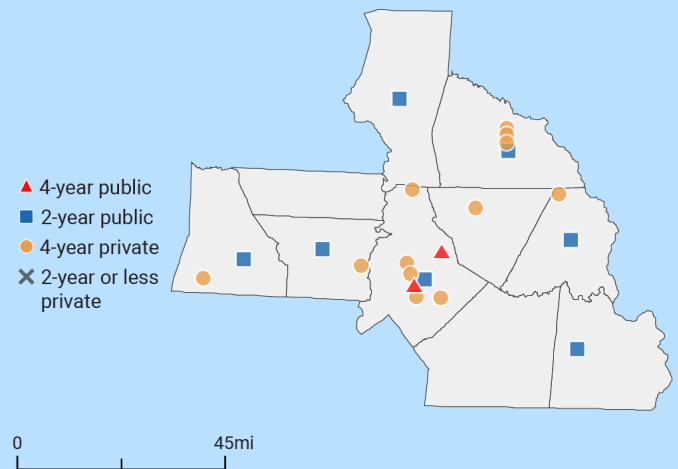 4-year public
2-year public
4-year private
2-year or less
private
0 45mi